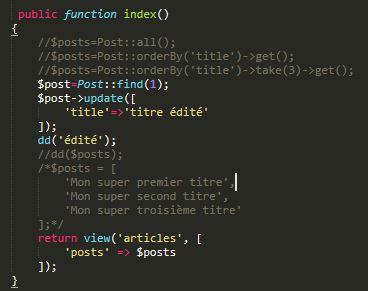 public function index()
{
//$posts=Post::all();
//$posts=Post::orderBy('title')->get();
//$posts=Post::orderBy('title')->take(3)->get();
$post=Post::find(1);
$post->update([
'title'=>'titre édité'
]);
dd('édité');
//dd($posts);
/*$posts = [
'Mon super premier titre',
'Mon super second titre',
'Mon super troisième titre'
];*/
return view('articles', [
'posts' => $posts
]);
}